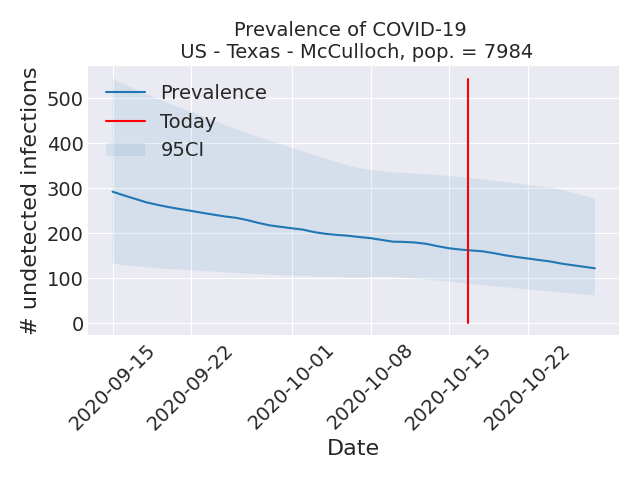 Prevalence of COVID-19
US - Texas - McCulloch, pop. = 7984
# undetected infections
500
400
300
200
100
0
Prevalence
Today
95CI
2020-09-15
2020-09-22
2020-10-01
2020-10-08
2020-10-15
2020-10-22
Date